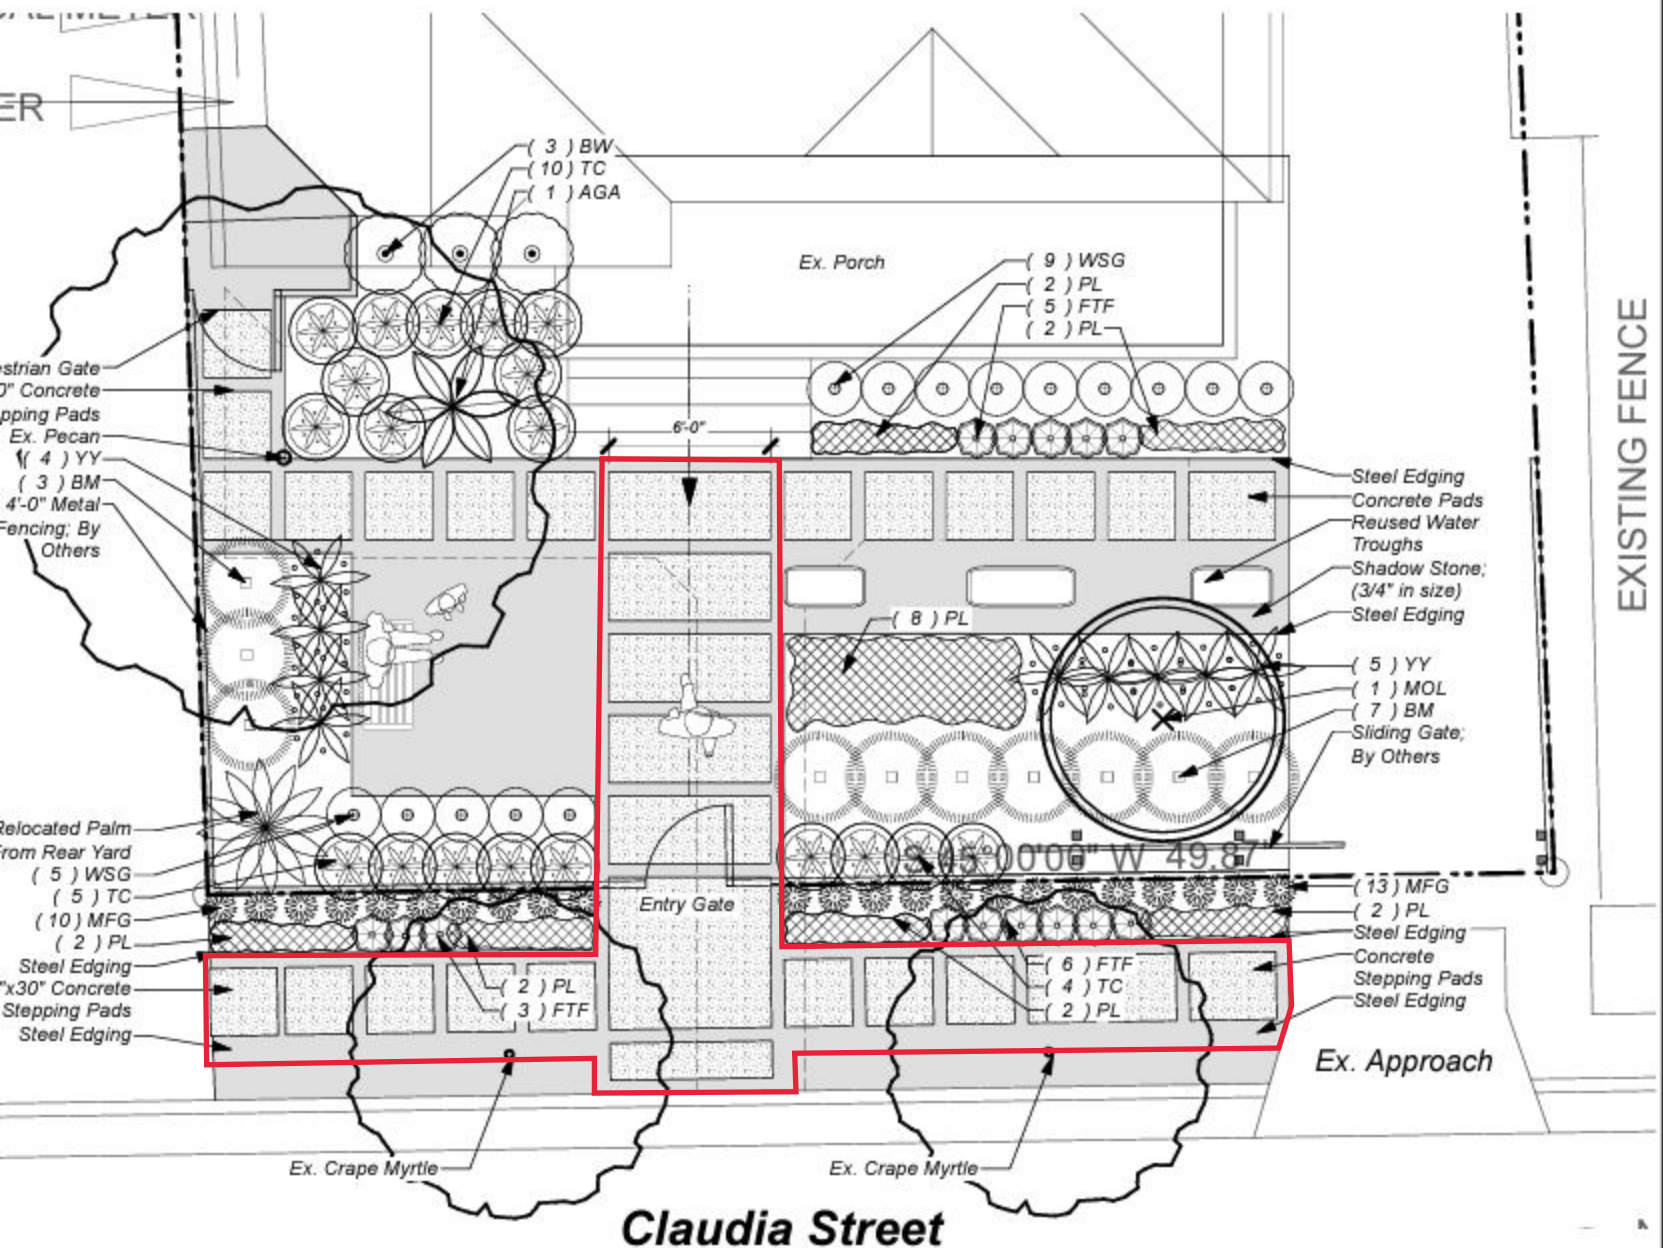 ER
( 3 ) BW
( 10 ) TC
( 1 ) AGA
Ex. Porch
( 9 ) WSG
( 2 ) PL
( 5 ) FTF
( 2 ) PL
6'-0"
estrian Gate
0" Concrete
pping Pads
Ex. Pecan
( 4 ) YY
( 3 ) BM
4'-0" Metal
Fencing; By
Others
EXISTING FENCE
Steel Edging
Concrete Pads
Reused Water
Troughs
Shadow Stone;
(3/4" in size)
Steel Edging
( 8 ) PL
( 5 ) YY
( 1 ) MOL
( 7 ) BM
Sliding Gate;
By Others
Relocated Palm
From Rear Yard
( 5 ) WSG
( 5 ) TC
( 10 ) MFG
( 2 ) PL
Steel Edging
"x30" Concrete
Stepping Pads
Steel Edging
S 45°00'00" W 49.87'
Entry Gate
( 13 ) MFG
( 2 ) PL
Steel Edging
Concrete
Stepping Pads
Steel Edging
( 2 ) PL
( 3 ) FTF
( 6 ) FTF
( 4 ) TC
( 2 ) PL
Ex. Approach
Ex. Crape Myrtle
Ex. Crape Myrtle
Claudia Street